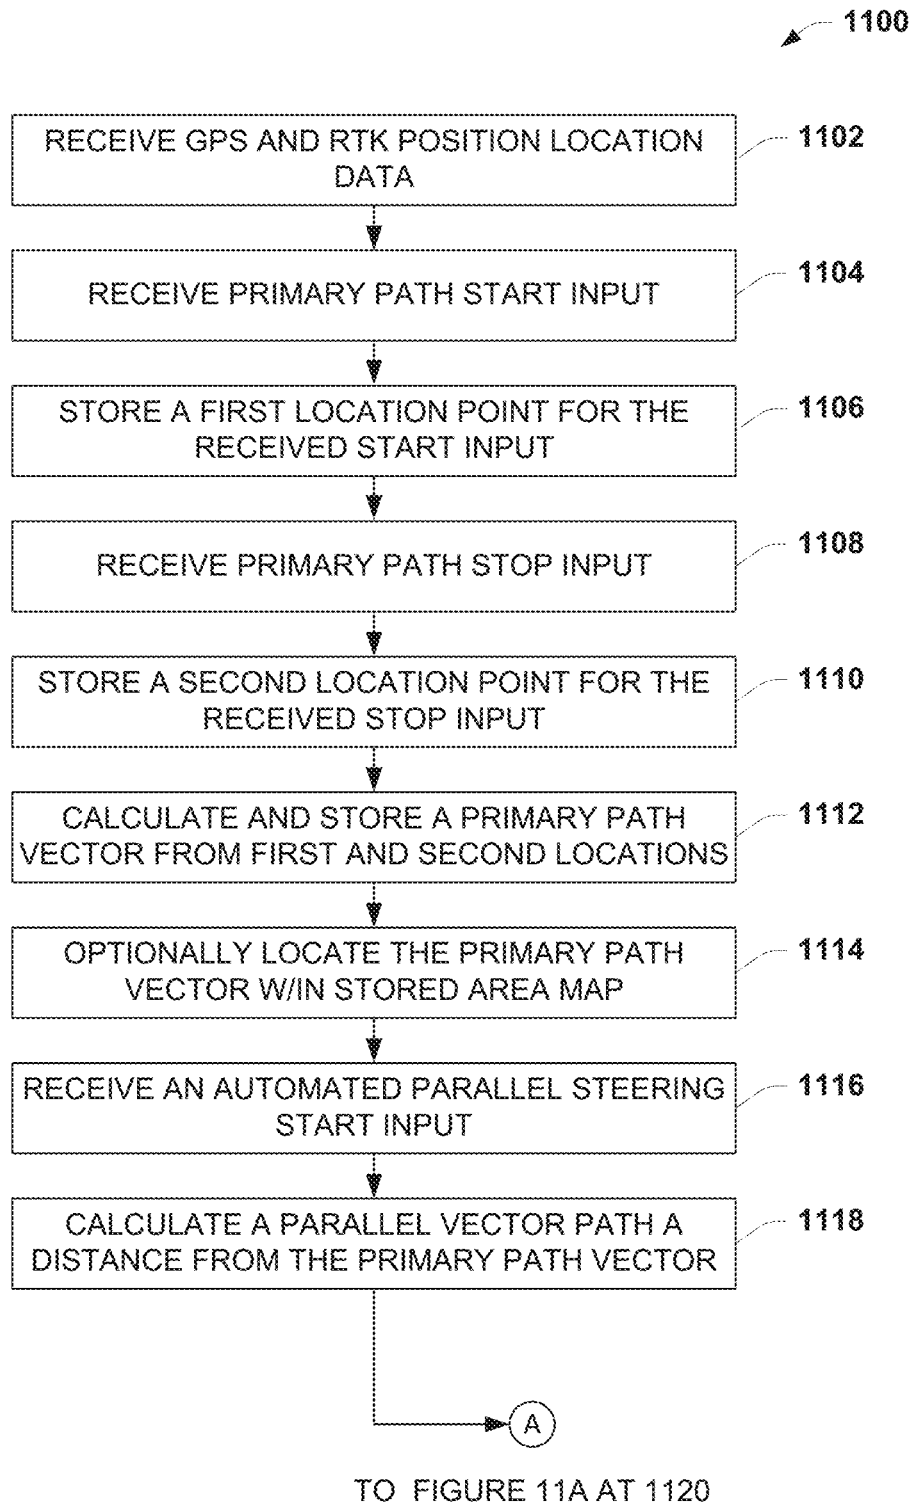 1100
RECEIVE GPS AND RTK POSITION LOCATION
DATA
1102
RECEIVE PRIMARY PATH START INPUT
1104
STORE A FIRST LOCATION POINT FOR THE
RECEIVED START INPUT
1106
RECEIVE PRIMARY PATH STOP INPUT
1108
STORE A SECOND LOCATION POINT FOR THE
RECEIVED STOP INPUT
1110
CALCULATE AND STORE A PRIMARY PATH
VECTOR FROM FIRST AND SECOND LOCATIONS
1112
OPTIONALLY LOCATE THE PRIMARY PATH
VECTOR W/IN STORED AREA MAP
1114
RECEIVE AN AUTOMATED PARALLEL STEERING
START INPUT
1116
CALCULATE A PARALLEL VECTOR PATH A
DISTANCE FROM THE PRIMARY PATH VECTOR
1118
A
TO FIGURE 11A AT 1120